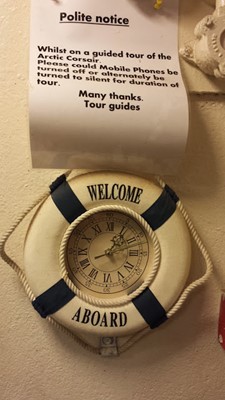 Polite notice
Whilst on a guided tour of the
Arctic Corsair.
Please could Mobile Phones be
turned off or alternately be
turned to silent for duration of
tour.
Many thanks.
Tour guides
WELCOME
ABOARD